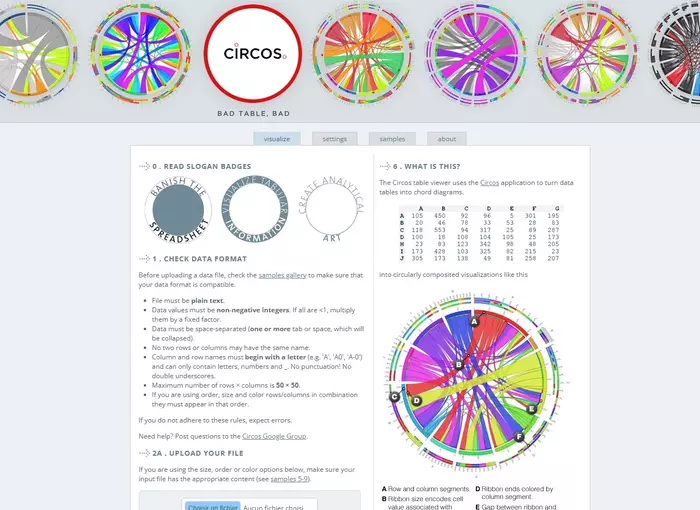 CIRCOS
BAD TABLE, BAD
visualize
settings
samples
about
0 . READ SLOGAN BADGES
BANISH THE
SPREADSHEET
VISUALIZE TABULAR
INFORMATION
CREATE ANALYTICAL
ART
1 . CHECK DATA FORMAT
Before uploading a data file, check the samples gallery to make sure that
your data format is compatible.
• File must be plain text.
• Data values must be non-negative integers. If all are <1, multiply
them by a fixed factor.
• Data must be space-separated (one or more tab or space, which will
be collapsed).
• No two rows or columns may have the same name.
• Column and row names must begin with a letter (e.g. 'A', 'A0', 'A-0')
and can only contain letters, numbers and _. No punctuation! No
double underscores.
• Maximum number of rows × columns is 50 × 50.
• If you are using order, size and color rows/columns in combination
they must appear in that order.
If you do not adhere to these rules, expect errors.
Need help? Post questions to the Circos Google Group.
2A . UPLOAD YOUR FILE
If you are using the size, order or color options below, make sure your
input file has the appropriate content (see samples 5-9).
Choisir un fichier Aucun fichier choisi
6 . WHAT IS THIS?
The Circos table viewer uses the Circos application to turn data
tables into chord diagrams.
A B C D E F G
A 105 450 92 96 5 301 195
B 20 46 78 33 53 28 83
C 118 553 94 317 25 89 287
D 100 18 108 104 105 25 173
H 23 83 123 342 98 48 205
I 173 428 103 325 82 215 23
J 305 173 138 49 81 258 207
into circularly composited visualizations like this
A
B
C
D
E
F
A Row and column segments.
B Ribbon size encodes cell
value associated with
D Ribbon ends colored by
column segment.
E Gap between ribbon and